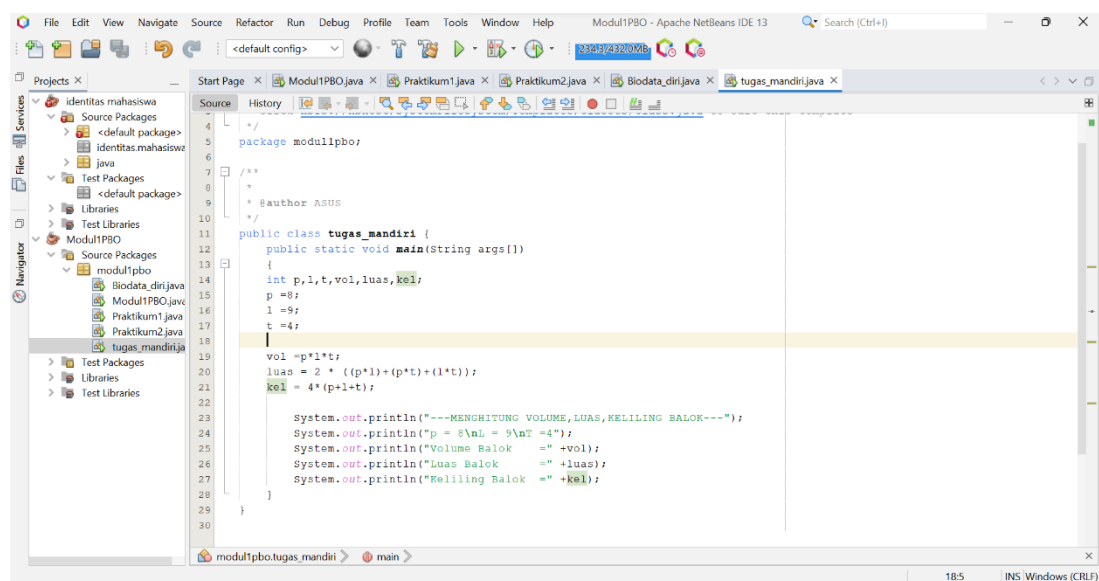 File Edit View Navigate Source Refactor Run Debug Profile Team Tools Window Help Modul1PBO - Apache NetBeans IDE 13 Search (Ctrl+I)
<default config> 234.3/432.0MB
Projects
Start Page Modul1PBO.java Praktikum1.java Praktikum2.java Biodata_diri.java tugas_mandiri.java
Services
Files
Navigator
identitas mahasiswa
Source Packages
<default package>
identitas.mahasiswa
java
Test Packages
<default package>
Libraries
Test Libraries
Modul1PBO
Source Packages
modul1pbo
Biodata_diri.java
Modul1PBO.java
Praktikum1.java
Praktikum2.java
tugas_mandiri.ja
Test Packages
Libraries
Test Libraries
Source History
4 */
5 package modul1pbo;
6
7 /**
8 *
9 * @author ASUS
10 */
11 public class tugas_mandiri {
12 public static void main(String args[])
13 {
14 int p,l,t,vol,luas,kel;
15 p =8;
16 l =9;
17 t =4;
18
19 vol =p*l*t;
20 luas = 2 * ((p*l)+(p*t)+(l*t));
21 kel = 4*(p+l+t);
22
23 System.out.println("---MENGHITUNG VOLUME,LUAS,KELILING BALOK---");
24 System.out.println("p = 8\nL = 9\nT =4");
25 System.out.println("Volume Balok =" +vol);
26 System.out.println("Luas Balok =" +luas);
27 System.out.println("Keliling Balok =" +kel);
28 }
29 }
30
modul1pbo.tugas_mandiri main
18:5 INS Windows (CRLF)